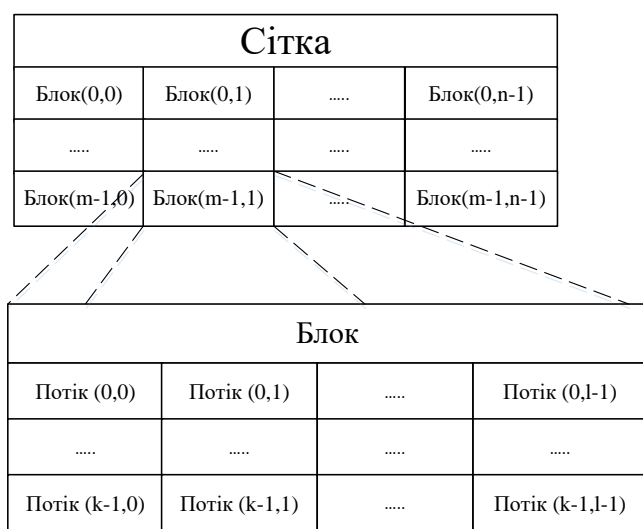 Сітка
Блок(0,0) Блок(0,1) ..... Блок(0,n-1)
..... ..... ..... .....
Блок(m-1,0) Блок(m-1,1) ..... Блок(m-1,n-1)
Блок
Потік (0,0) Потік (0,1) ..... Потік (0,l-1)
..... ..... ..... .....
Потік (k-1,0) Потік (k-1,1) ..... Потік (k-1,l-1)